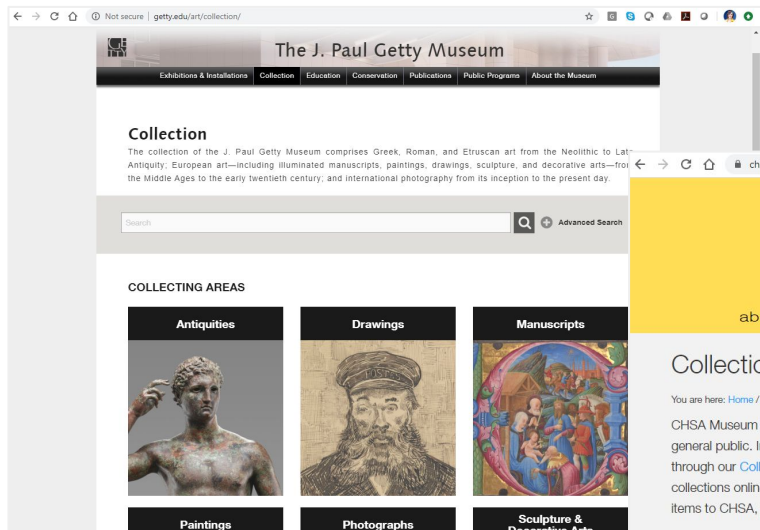 Not secure | getty.edu/art/collection/
The J. Paul Getty Museum
Exhibitions & Installations Collection Education Conservation Publications Public Programs About the Museum
Collection
The collection of the J. Paul Getty Museum comprises Greek, Roman, and Etruscan art from the Neolithic to Late
Antiquity; European art—including illuminated manuscripts, paintings, drawings, sculpture, and decorative arts—from
the Middle Ages to the early twentieth century; and international photography from its inception to the present day.
Search
Advanced Search
COLLECTING AREAS
Antiquities Drawings Manuscripts
Paintings Photographs Sculpture &
Decorative Arts
ch
ab
Collectio
You are here: Home /
CHSA Museum
general public. I
through our Coll
collections onlin
items to CHSA,